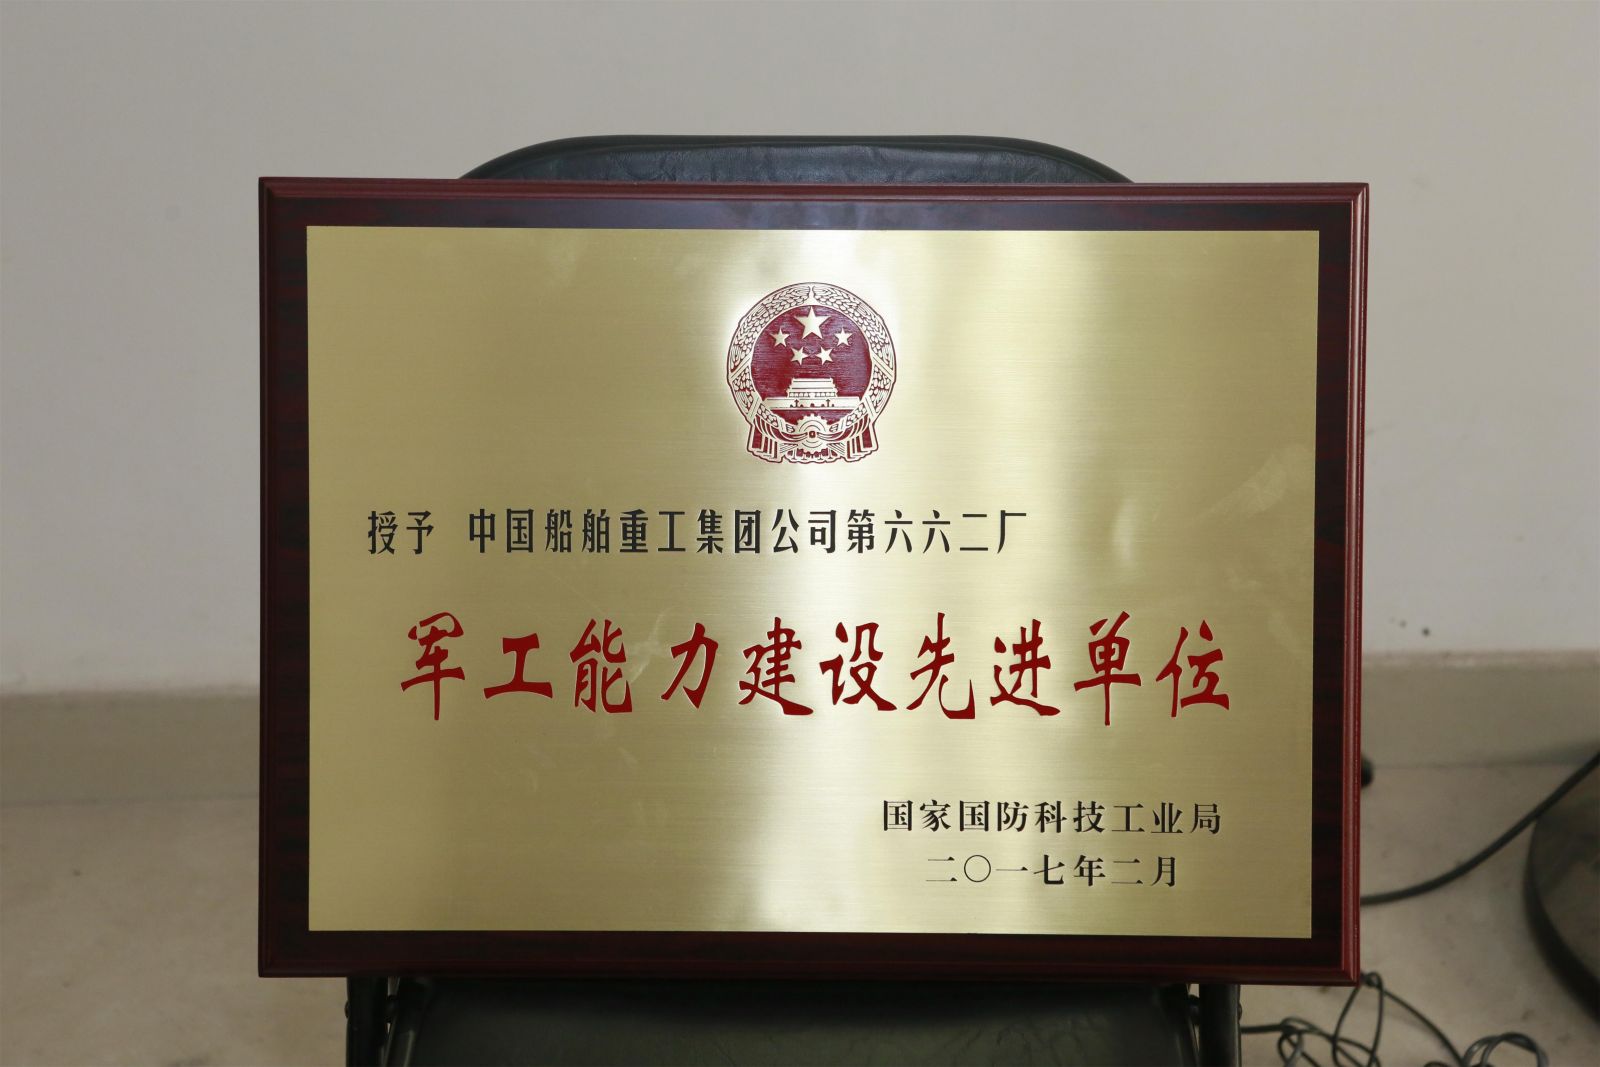 授予 中国船舶重工集团公司第六六二厂
军工能力建设先进单位
国家国防科技工业局
二〇一七年二月